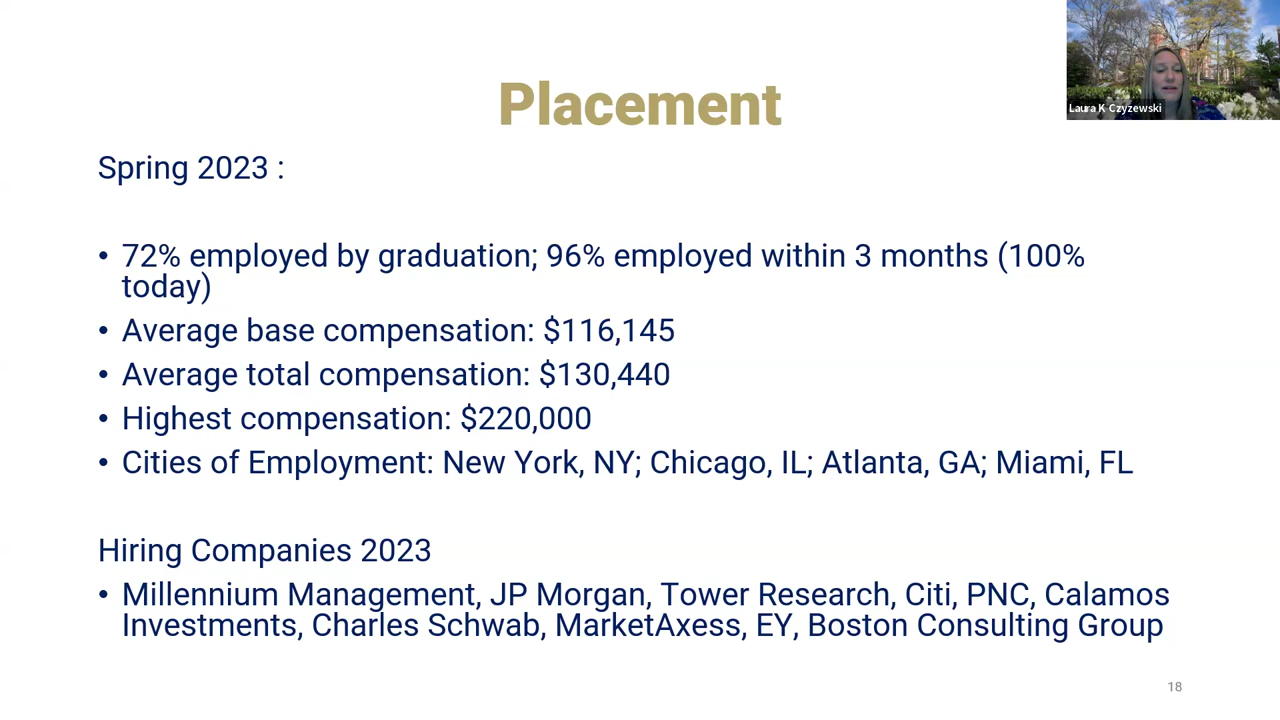 Placement
Laura K Czyzewski
Spring 2023 :
• 72% employed by graduation; 96% employed within 3 months (100%
today)
• Average base compensation: $116,145
• Average total compensation: $130,440
• Highest compensation: $220,000
• Cities of Employment: New York, NY; Chicago, IL; Atlanta, GA; Miami, FL
Hiring Companies 2023
• Millennium Management, JP Morgan, Tower Research, Citi, PNC, Calamos
Investments, Charles Schwab, MarketAxess, EY, Boston Consulting Group
18